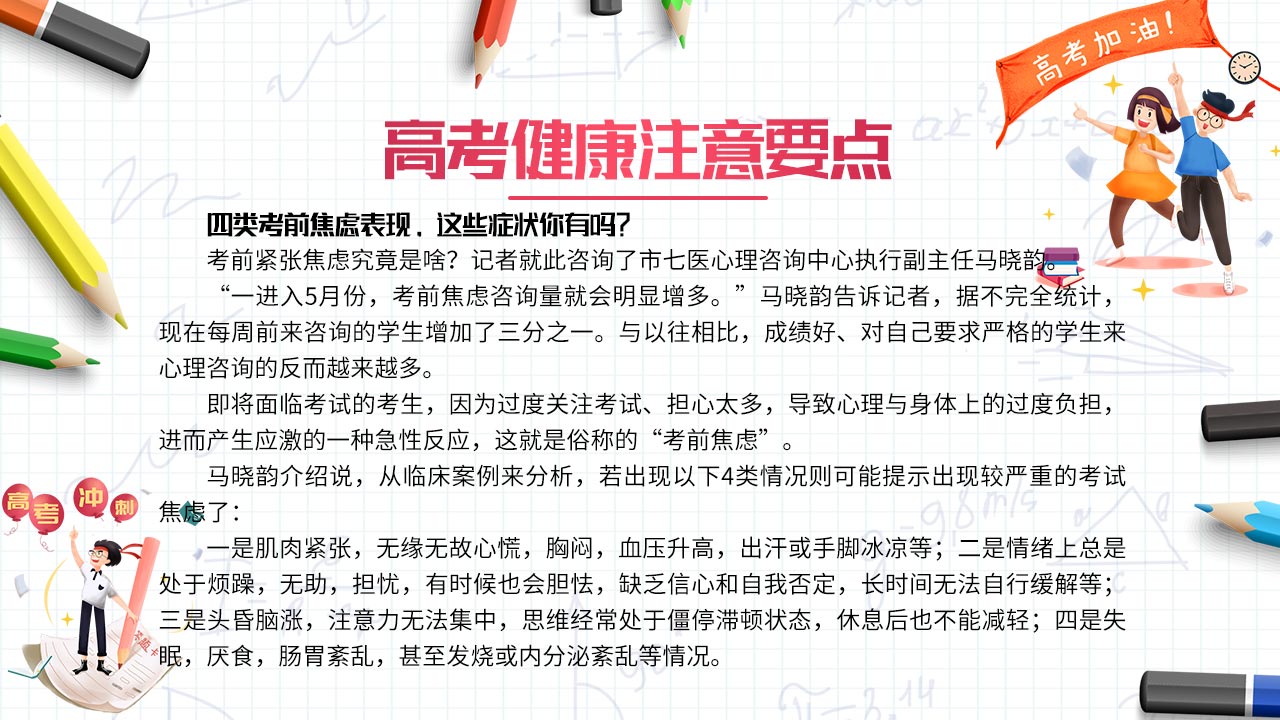 高考加油！
高考健康注意要点
四类考前焦虑表现，这些症状你有吗？
考前紧张焦虑究竟是啥？记者就此咨询了市七医心理咨询中心执行副主任马晓韵。
“一进入5月份，考前焦虑咨询量就会明显增多。”马晓韵告诉记者，据不完全统计，
现在每周前来咨询的学生增加了三分之一。与以往相比，成绩好、对自己要求严格的学生来
心理咨询的反而越来越多。
即将面临考试的考生，因为过度关注考试、担心太多，导致心理与身体上的过度负担，
进而产生应激的一种急性反应，这就是俗称的“考前焦虑”。
马晓韵介绍说，从临床案例来分析，若出现以下4类情况则可能提示出现较严重的考试
焦虑了：
一是肌肉紧张，无缘无故心慌，胸闷，血压升高，出汗或手脚冰凉等；二是情绪上总是
处于烦躁，无助，担忧，有时候也会胆怯，缺乏信心和自我否定，长时间无法自行缓解等；
三是头昏脑涨，注意力无法集中，思维经常处于僵停滞顿状态，休息后也不能减轻；四是失
眠，厌食，肠胃紊乱，甚至发烧或内分泌紊乱等情况。
高考冲刺
答题卡